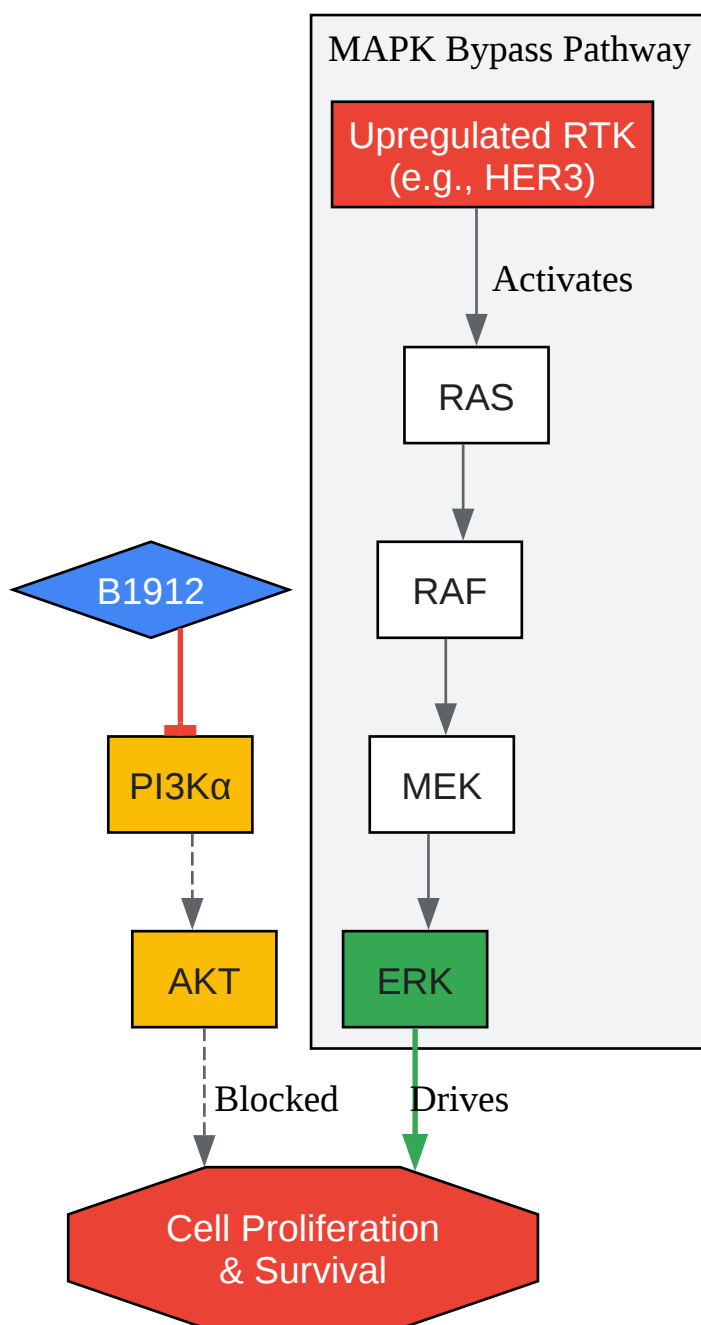 MAPK Bypass Pathway
Upregulated RTK
(e.g., HER3)
Activates
RAS
B1912
RAF
PI3Kα
MEK
AKT
ERK
Blocked
Drives
Cell Proliferation
& Survival